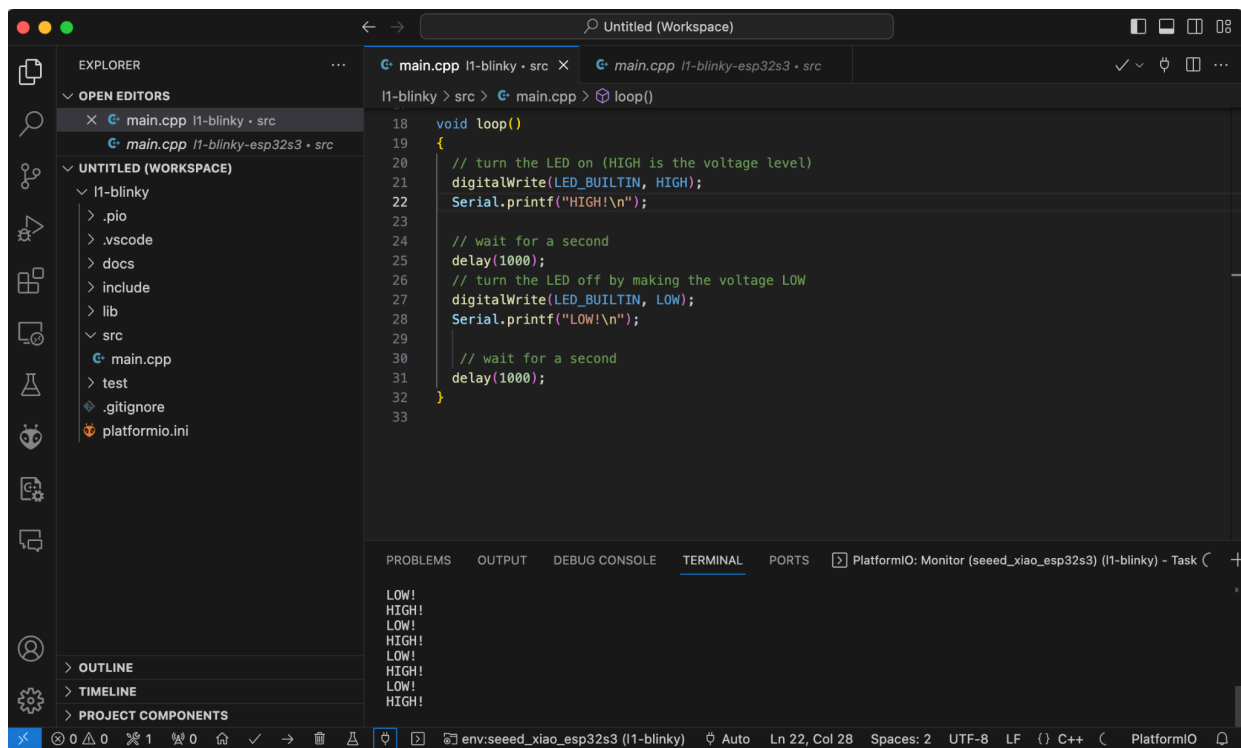 Untitled (Workspace)
EXPLORER
OPEN EDITORS
main.cpp l1-blinky • src
main.cpp l1-blinky-esp32s3 • src
UNTITLED (WORKSPACE)
l1-blinky
.pio
.vscode
docs
include
lib
src
main.cpp
test
.gitignore
platformio.ini
OUTLINE
TIMELINE
PROJECT COMPONENTS
main.cpp l1-blinky • src
main.cpp l1-blinky-esp32s3 • src
l1-blinky > src > main.cpp > loop()
18 void loop()
19 {
20 // turn the LED on (HIGH is the voltage level)
21 digitalWrite(LED_BUILTIN, HIGH);
22 Serial.printf("HIGH!\n");
23
24 // wait for a second
25 delay(1000);
26 // turn the LED off by making the voltage LOW
27 digitalWrite(LED_BUILTIN, LOW);
28 Serial.printf("LOW!\n");
29
30 // wait for a second
31 delay(1000);
32 }
33
PROBLEMS OUTPUT DEBUG CONSOLE TERMINAL PORTS PlatformIO: Monitor (seeed_xiao_esp32s3) (l1-blinky) - Task
LOW!
HIGH!
LOW!
HIGH!
LOW!
HIGH!
LOW!
HIGH!
0 0 1 0 env:seeed_xiao_esp32s3 (l1-blinky) Auto Ln 22, Col 28 Spaces: 2 UTF-8 LF {} C++ PlatformIO